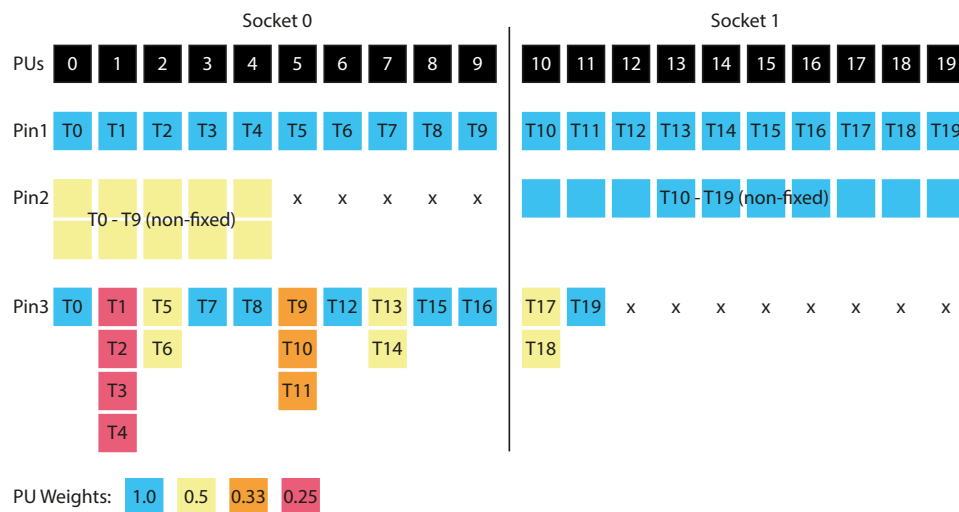 Socket 0 Socket 1
PUs 0 1 2 3 4 5 6 7 8 9 10 11 12 13 14 15 16 17 18 19
Pin1 T0 T1 T2 T3 T4 T5 T6 T7 T8 T9 T10 T11 T12 T13 T14 T15 T16 T17 T18 T19
Pin2 x x x x x T10 - T19 (non-fixed)
T0 - T9 (non-fixed)
Pin3 T0 T1 T5 T7 T8 T9 T12 T13 T15 T16 T17 T19 x x x x x x x x
T2 T6 T10 T14 T18
T3 T11
T4
PU Weights: 1.0 0.5 0.33 0.25